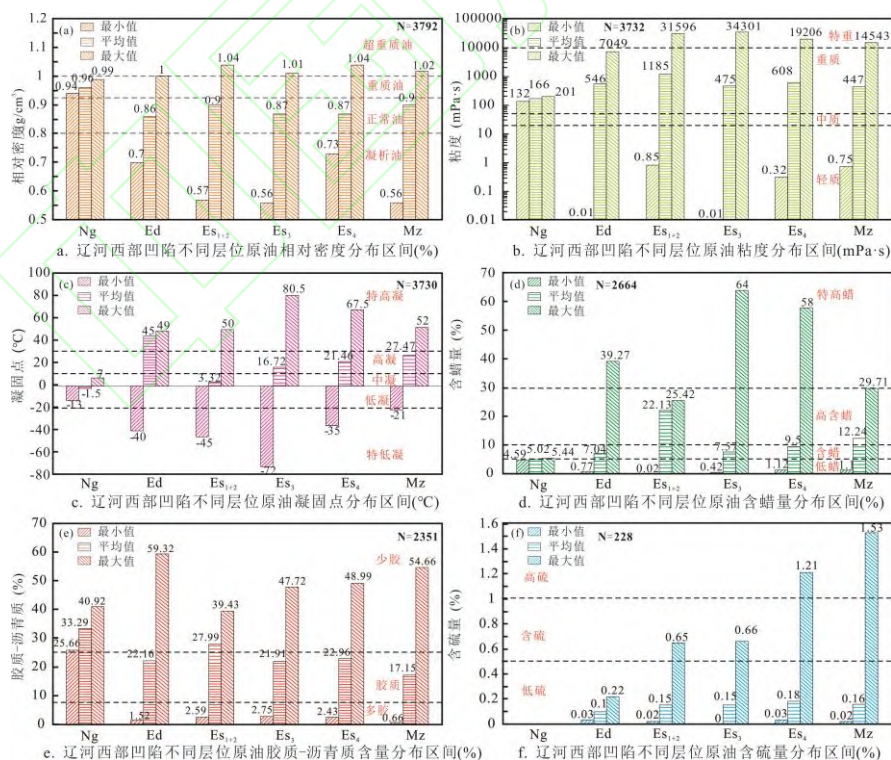 (a)
最小值
平均值
最大值
N=3792
超重质油
重质油
正常油
凝析油
相对密度(g/cm³)
1.2
1.1
1
0.9
0.8
0.7
0.6
0.5
0.94
0.96
0.99
0.7
0.86
1
0.57
0.9
1.04
0.56
0.87
1.01
0.73
0.87
1.04
0.56
0.9
1.02
Ng Ed Es₁₊₂ Es₃ Es₄ Mz
a. 辽河西部凹陷不同层位原油相对密度分布区间(%)
(b)
最小值
平均值
最大值
N=3732
特重
重质
中质
轻质
粘度 (mPa·s)
100000
10000
1000
100
10
1
0.1
0.01
132
166
201
0.01
546
7049
0.85
1185
31596
0.01
475
34301
0.32
608
19206
0.75
447
14543
Ng Ed Es₁₊₂ Es₃ Es₄ Mz
b. 辽河西部凹陷不同层位原油粘度分布区间(mPa·s)
(c)
最小值
平均值
最大值
N=3730
特高凝
高凝
中凝
低凝
特低凝
凝固点 (℃)
100
80
60
40
20
0
-20
-40
-60
-80
-13
-1.5
7
-40
45
49
-45
3.32
50
-72
16.72
80.5
-35
21.46
67.5
-21
27.47
52
Ng Ed Es₁₊₂ Es₃ Es₄ Mz
c. 辽河西部凹陷不同层位原油凝固点分布区间(℃)
(d)
最小值
平均值
最大值
N=2664
特高蜡
高含蜡
含蜡
低蜡
含蜡量 (%)
70
60
50
40
30
20
10
0
4.59
5.02
5.44
0.77
39.27
0.02
22.13
25.42
0.42
7.57
64
9.5
58
12.24
29.71
Ng Ed Es₁₊₂ Es₃ Es₄ Mz
d. 辽河西部凹陷不同层位原油含蜡量分布区间(%)
(e)
最小值
平均值
最大值
N=2351
少胶
胶质
多胶
胶质-沥青质 (%)
70
60
50
40
30
20
10
0
25.66
33.29
40.92
1.52
22.16
59.32
2.59
27.99
39.43
2.75
21.91
47.72
2.43
22.96
48.99
0.66
17.15
54.66
Ng Ed Es₁₊₂ Es₃ Es₄ Mz
e. 辽河西部凹陷不同层位原油胶质-沥青质含量分布区间(%)
(f)
最小值
平均值
最大值
N=228
高硫
含硫
低硫
含硫量 (%)
1.6
1.4
1.2
1
0.8
0.6
0.4
0.2
0
0.03
0.1
0.22
0.02
0.15
0.65
0
0.15
0.66
0.03
0.18
1.21
0.02
0.16
1.53
Ng Ed Es₁₊₂ Es₃ Es₄ Mz
f. 辽河西部凹陷不同层位原油含硫量分布区间(%)